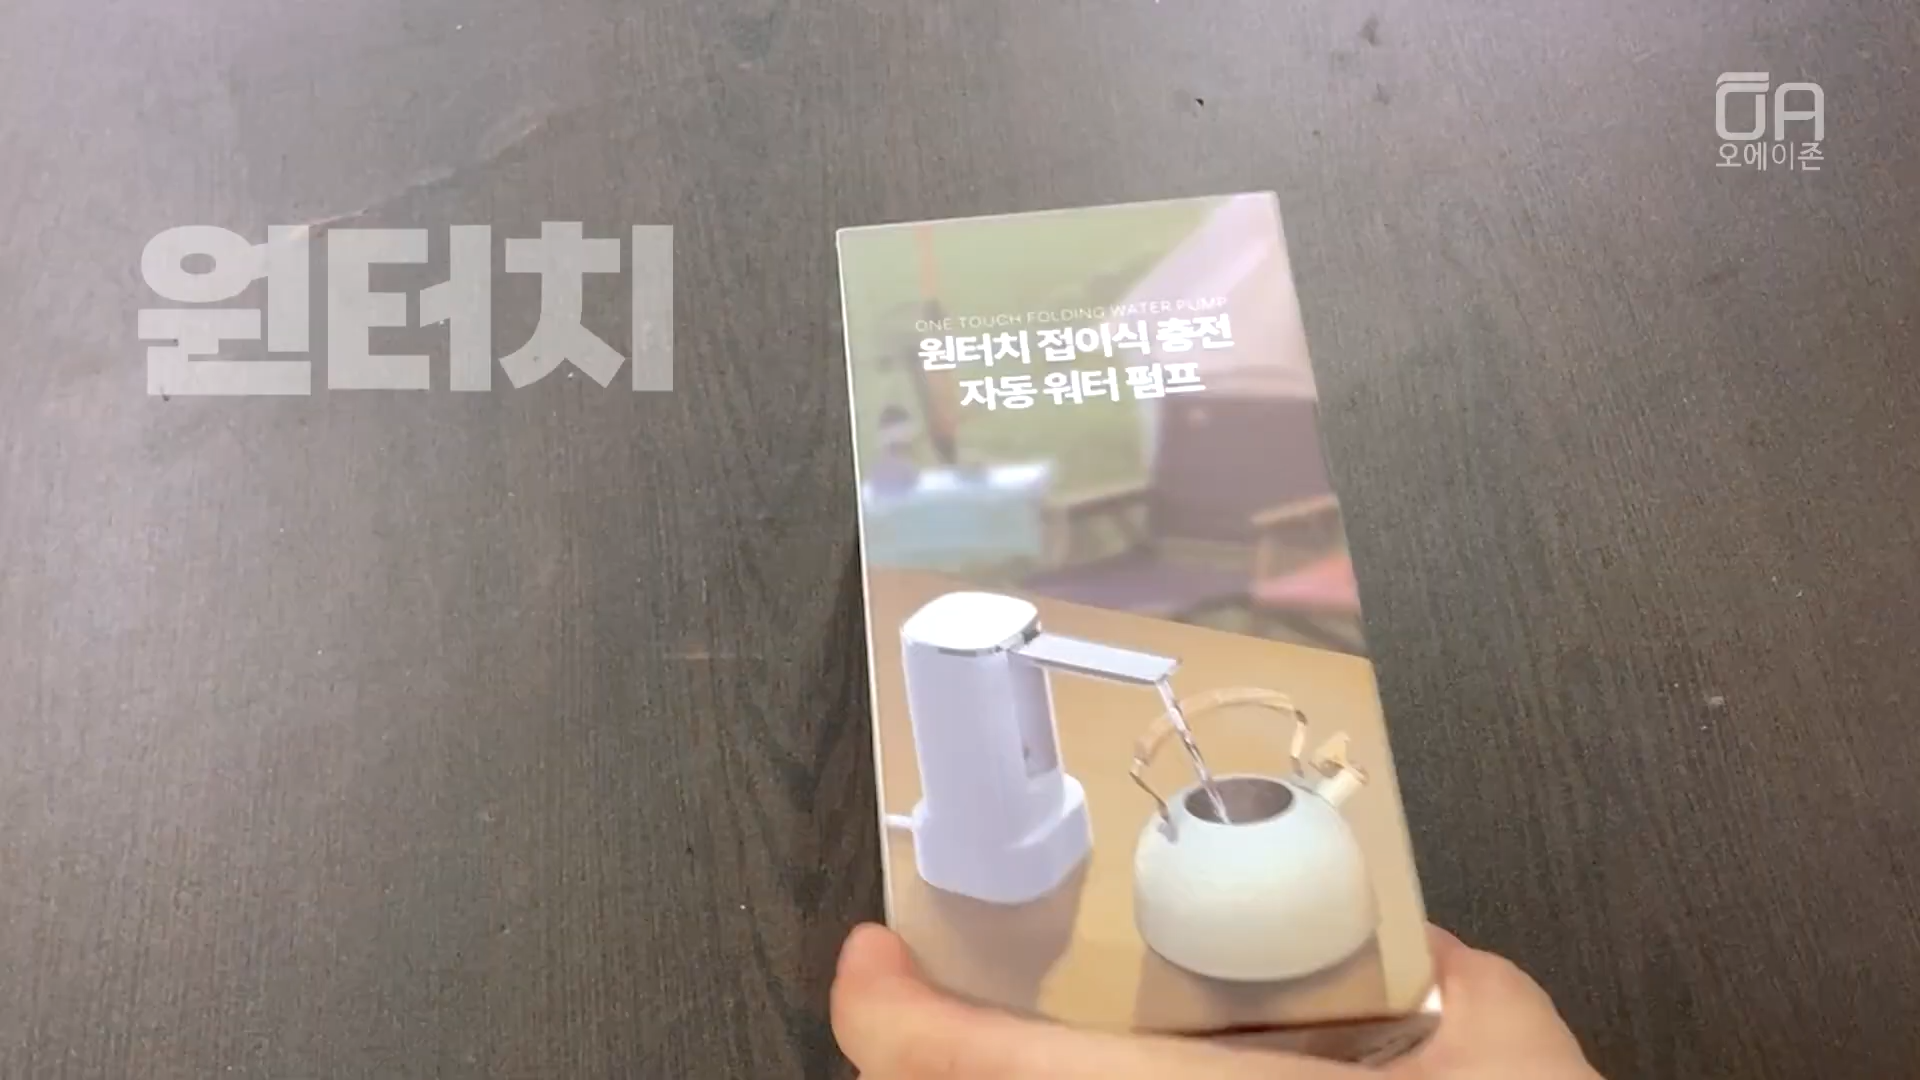 OA
오에이존
원터치
ONE TOUCH FOLDING WATER PUMP
원터치 접이식 충전
자동 워터 펌프